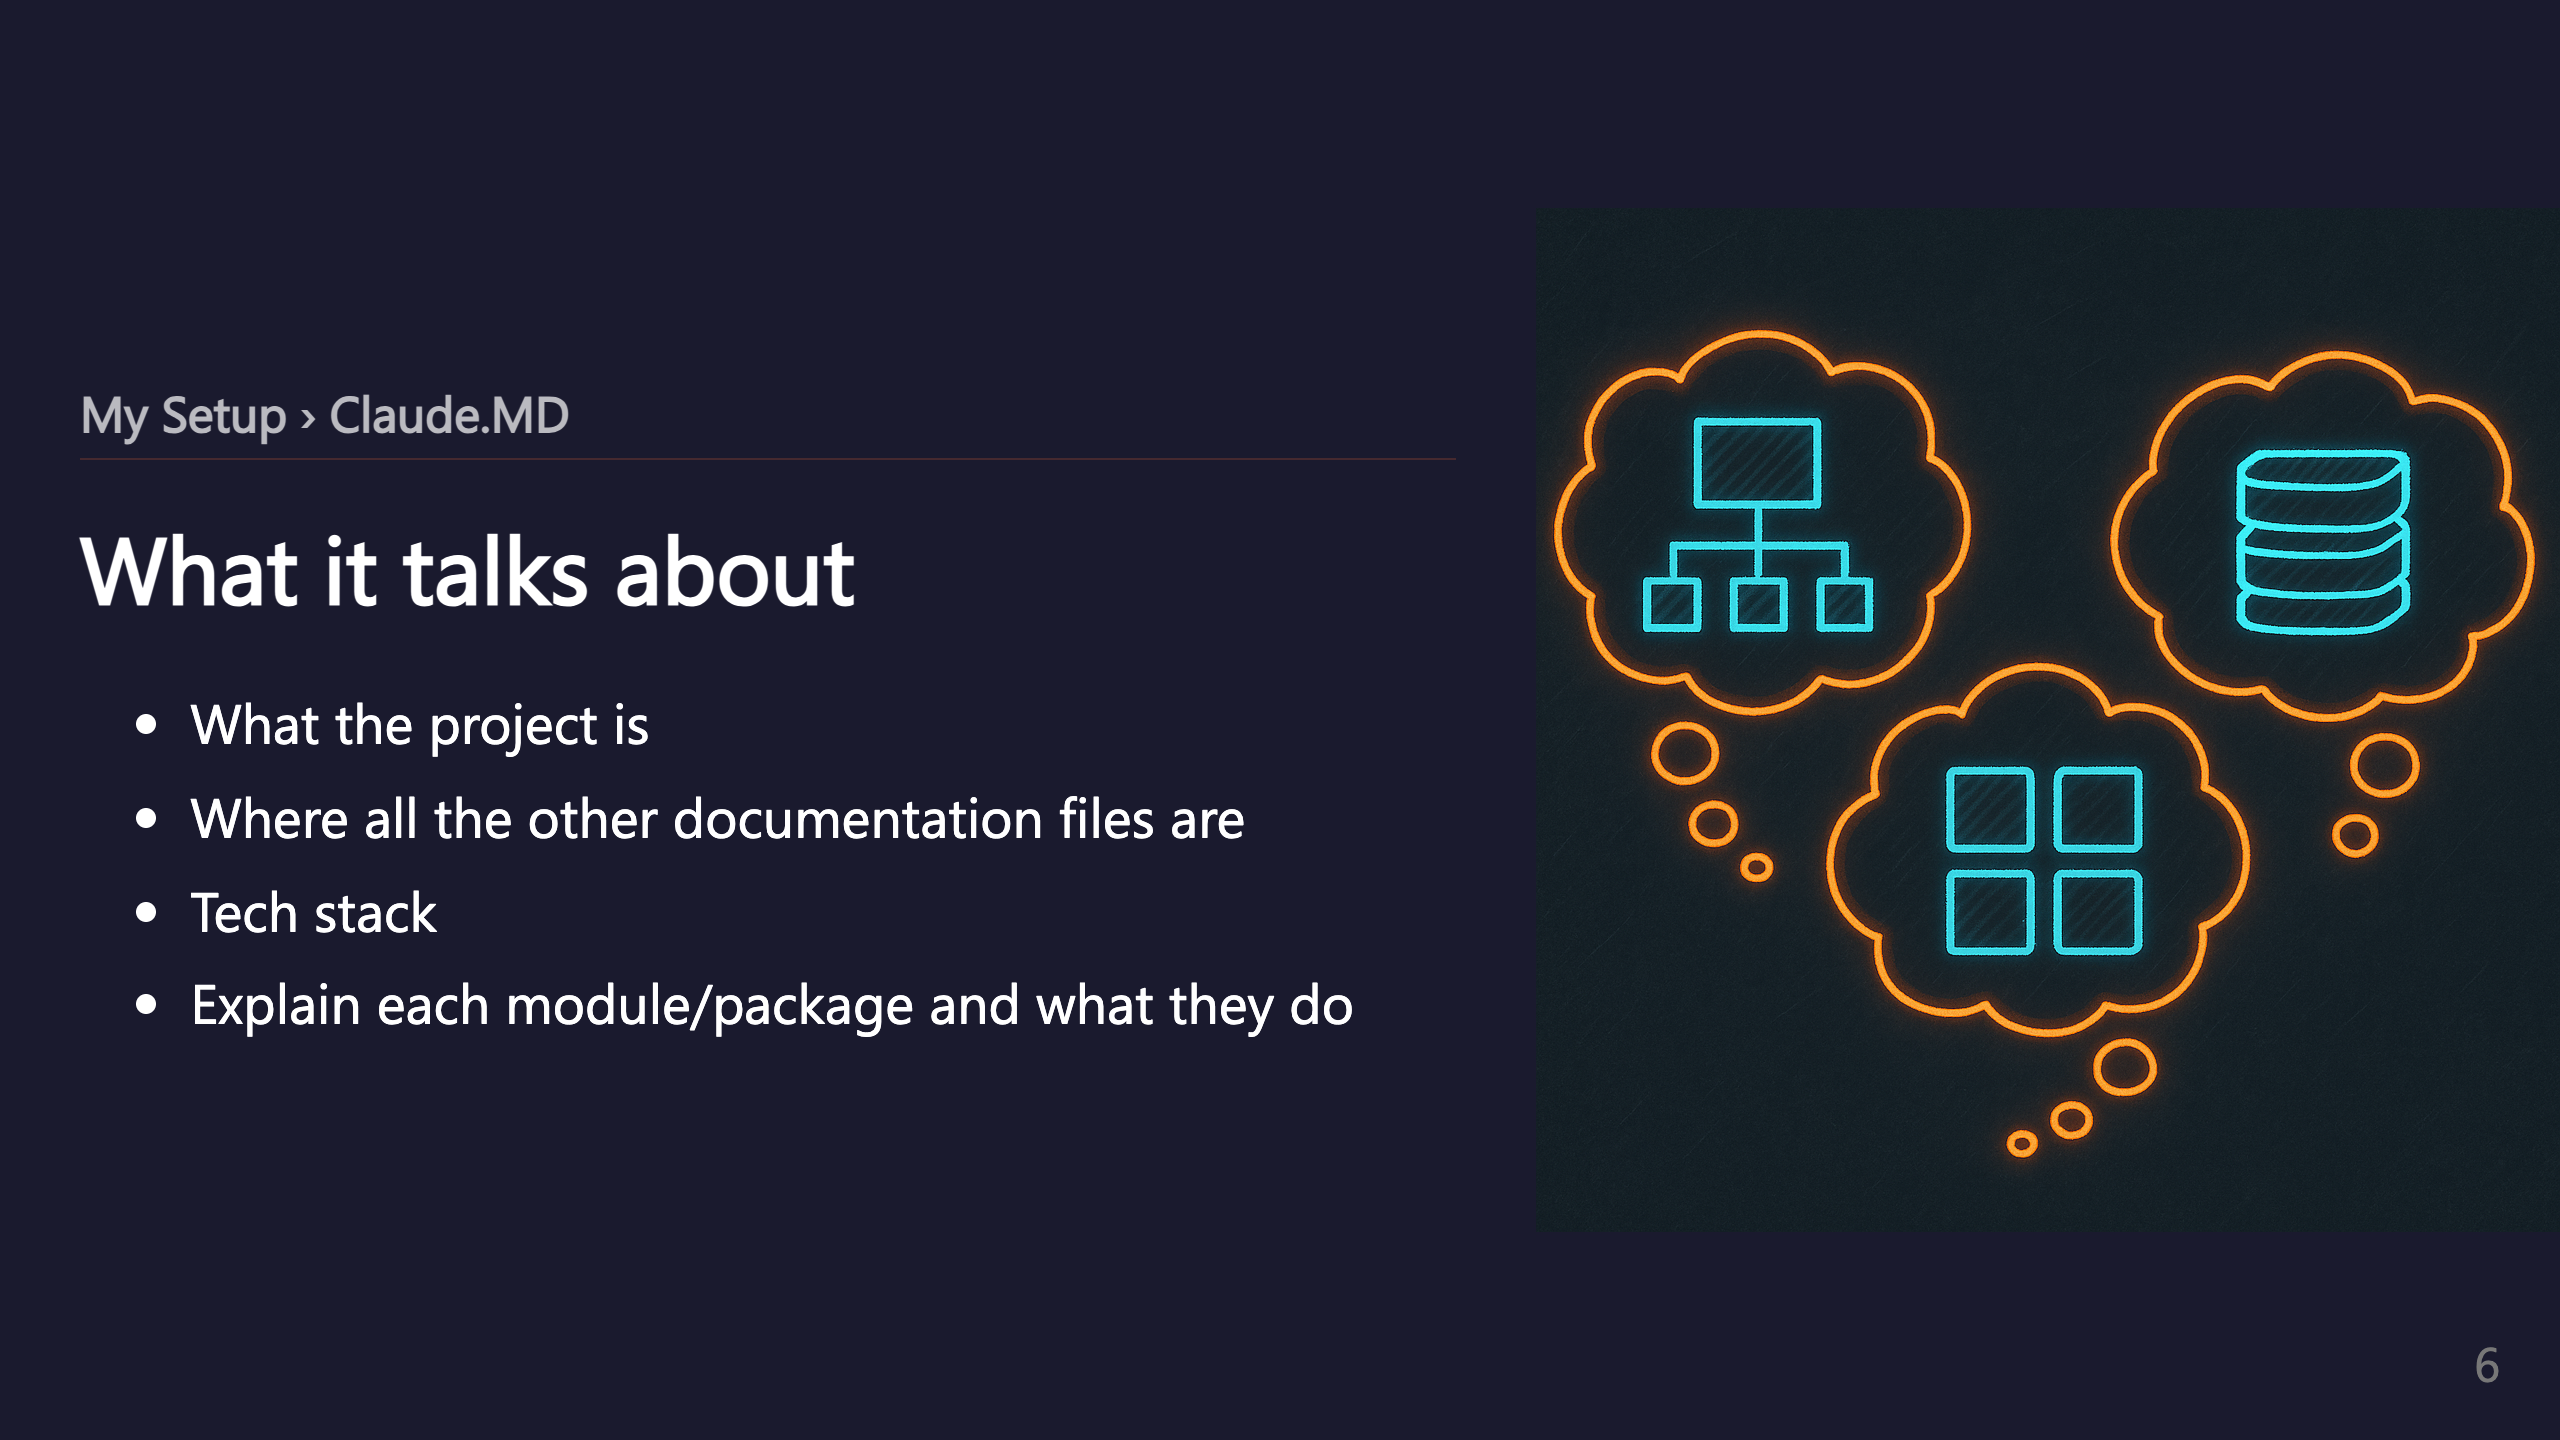 My Setup › Claude.MD
What it talks about
• What the project is
• Where all the other documentation files are
• Tech stack
• Explain each module/package and what they do
6